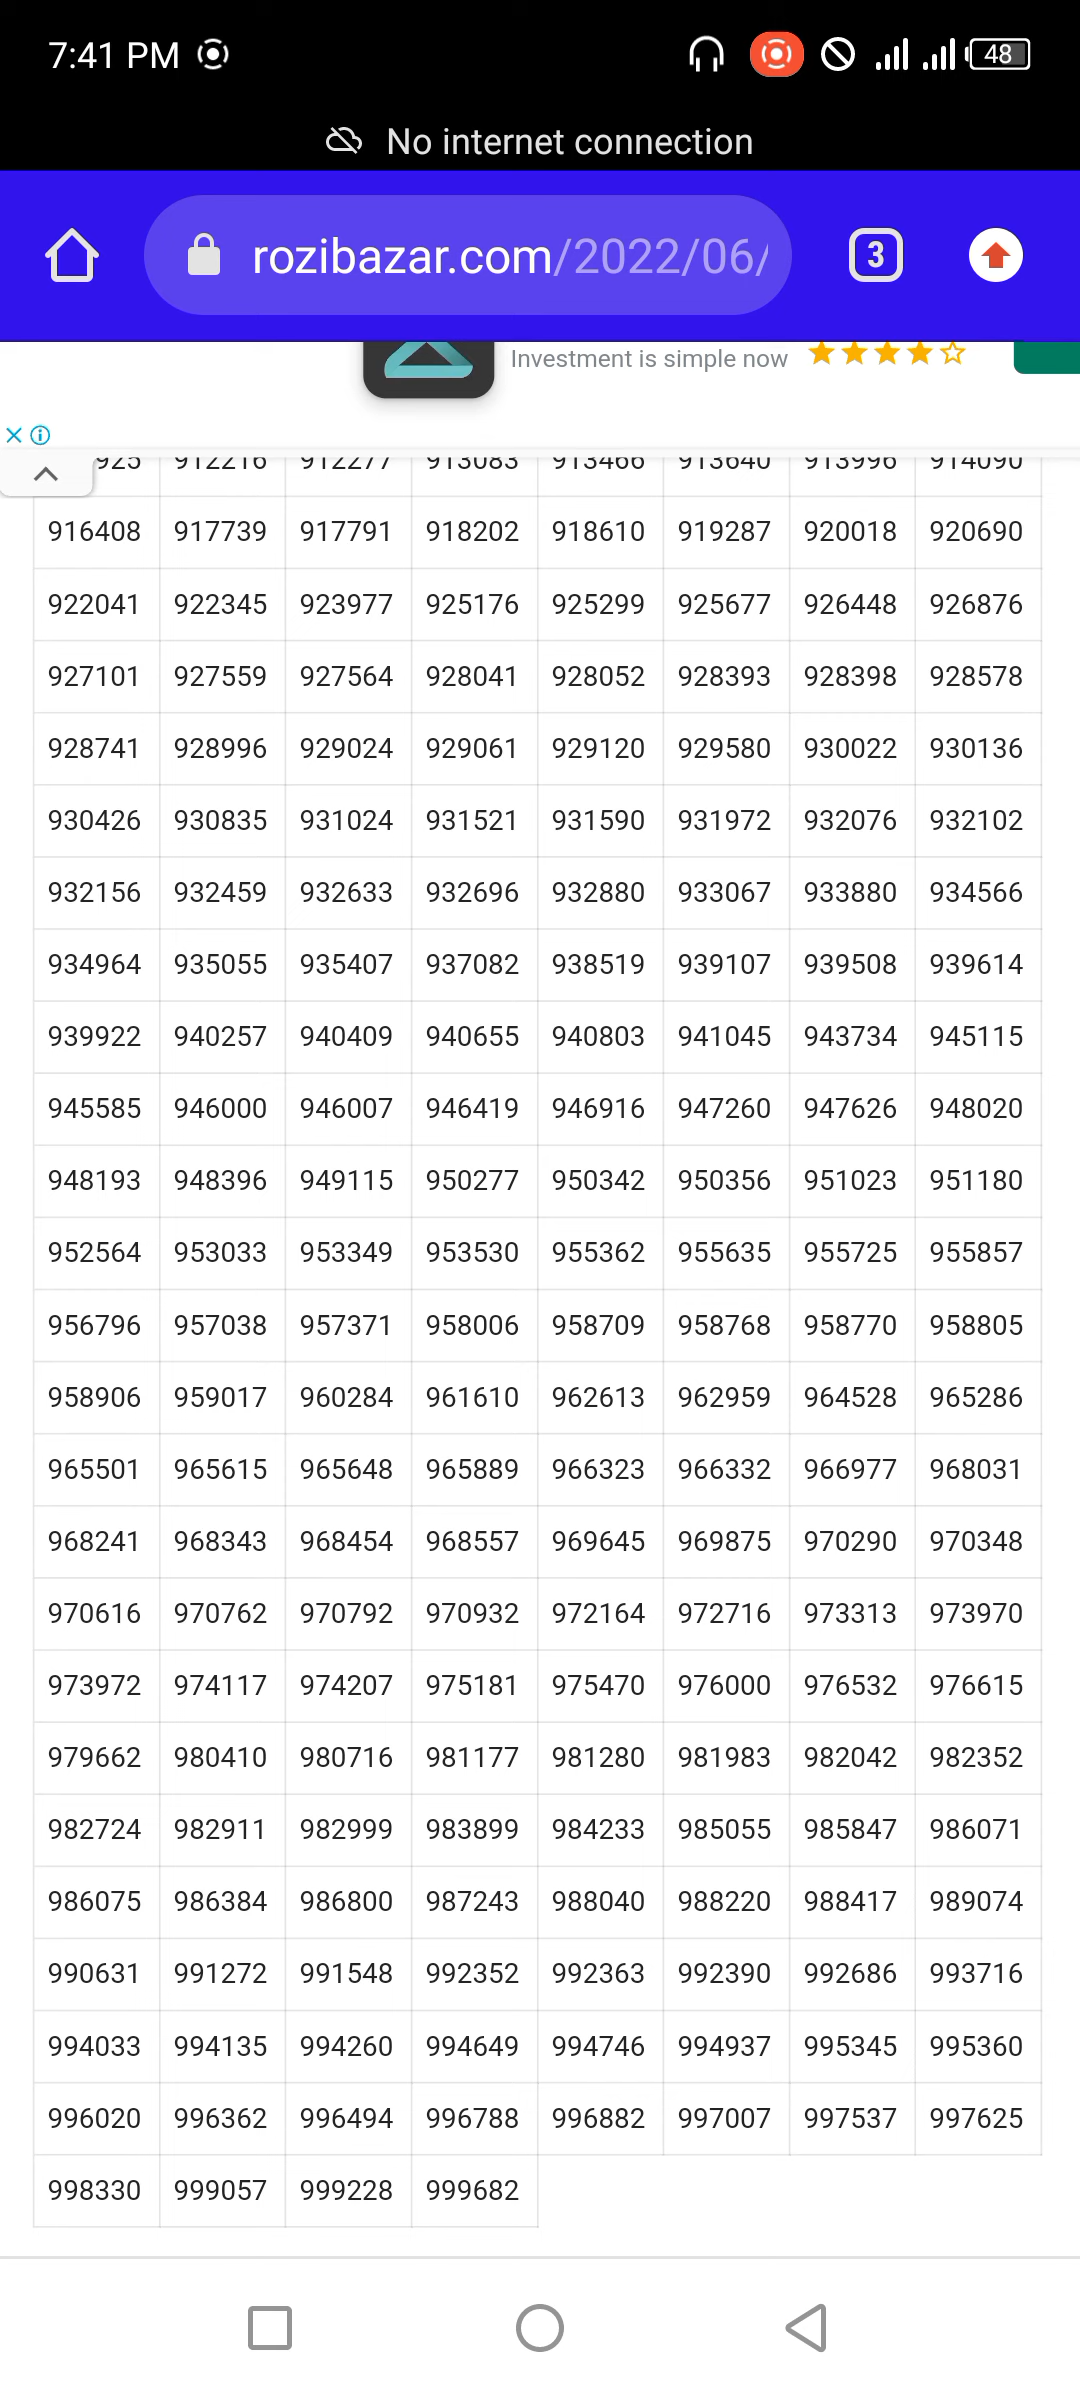 7:41 PM 48
No internet connection
rozibazar.com/2022/06/ 3
Investment is simple now
925 912216 912277 913083 913466 913640 913996 914090
916408 917739 917791 918202 918610 919287 920018 920690
922041 922345 923977 925176 925299 925677 926448 926876
927101 927559 927564 928041 928052 928393 928398 928578
928741 928996 929024 929061 929120 929580 930022 930136
930426 930835 931024 931521 931590 931972 932076 932102
932156 932459 932633 932696 932880 933067 933880 934566
934964 935055 935407 937082 938519 939107 939508 939614
939922 940257 940409 940655 940803 941045 943734 945115
945585 946000 946007 946419 946916 947260 947626 948020
948193 948396 949115 950277 950342 950356 951023 951180
952564 953033 953349 953530 955362 955635 955725 955857
956796 957038 957371 958006 958709 958768 958770 958805
958906 959017 960284 961610 962613 962959 964528 965286
965501 965615 965648 965889 966323 966332 966977 968031
968241 968343 968454 968557 969645 969875 970290 970348
970616 970762 970792 970932 972164 972716 973313 973970
973972 974117 974207 975181 975470 976000 976532 976615
979662 980410 980716 981177 981280 981983 982042 982352
982724 982911 982999 983899 984233 985055 985847 986071
986075 986384 986800 987243 988040 988220 988417 989074
990631 991272 991548 992352 992363 992390 992686 993716
994033 994135 994260 994649 994746 994937 995345 995360
996020 996362 996494 996788 996882 997007 997537 997625
998330 999057 999228 999682